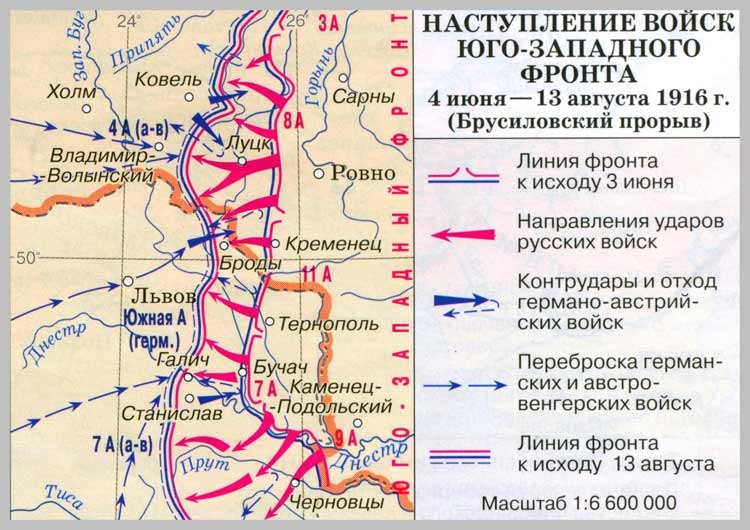 НАСТУПЛЕНИЕ ВОЙСК
ЮГО-ЗАПАДНОГО
ФРОНТА
4 июня — 13 августа 1916 г.
(Брусиловский прорыв)
Линия фронта
к исходу 3 июня
Направления ударов
русских войск
Контрудары и отход
германо-австрий-
ских войск
Переброска герман-
ских и австро-
венгерских войск
Линия фронта
к исходу 13 августа
Масштаб 1:6 600 000
24
26
3А
Зап. Буг
Припять
Горынь
Ковель
Холм
Сарны
8А
4 А (а-в)
Луцк
Владимир-
-Волынский
Ровно
50
Кременец
Броды
11 А
Львов
Южная А
(герм.)
Тернополь
Днестр
Галич
Бучач
7А
Каменец-
-Подольский
Станислав
9А
7 А (а-в)
Днестр
Прут
Тиса
Черновцы
ЮГО-ЗАПАДНЫЙ ФРОНТ